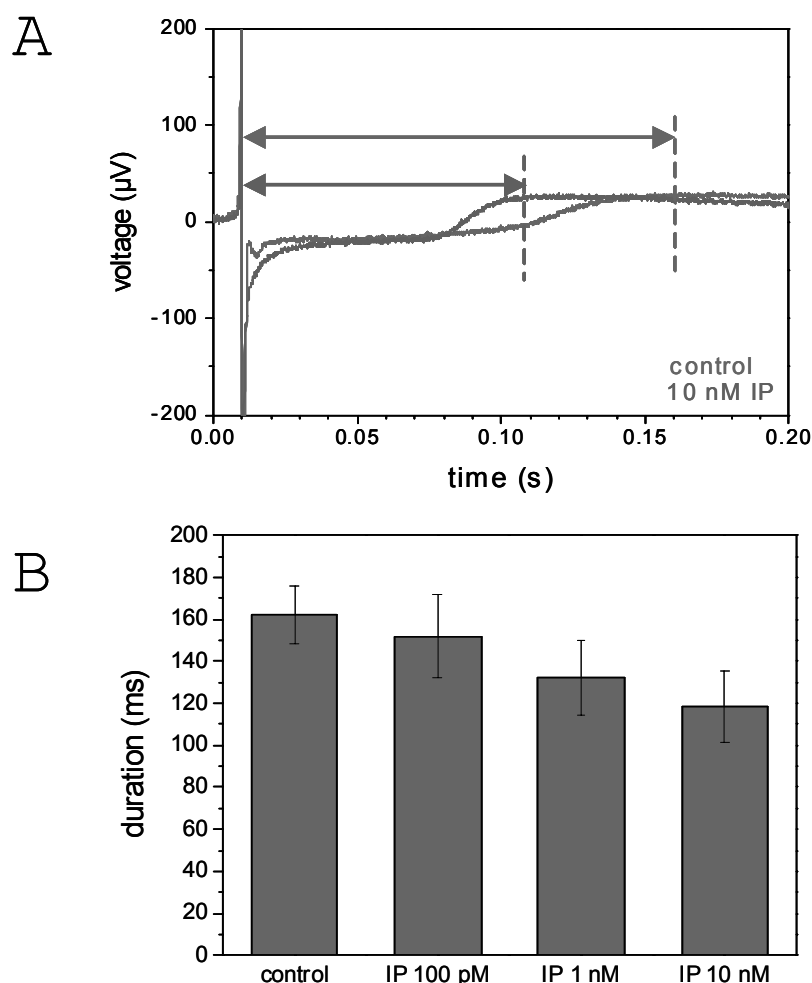 A
200
100
0
-100
-200
voltage (µV)
control
10 nM IP
0.00 0.05 0.10 0.15 0.20
time (s)
B
200
180
160
140
120
100
80
60
40
20
0
duration (ms)
control IP 100 pM IP 1 nM IP 10 nM